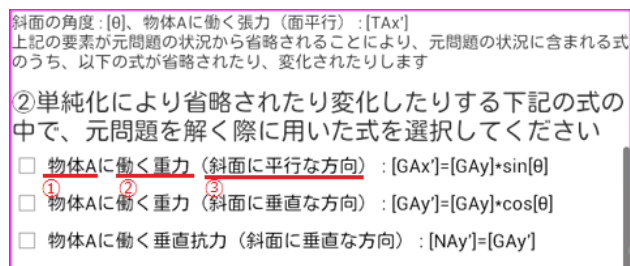 斜面の角度 : [θ]、物体Aに働く張力（面平行） : [TAx']
上記の要素が元問題の状況から省略されることにより、元問題の状況に含まれる式
のうち、以下の式が省略されたり、変化されたりします
②単純化により省略されたり変化したりする下記の式の
中で、元問題を解く際に用いた式を選択してください
物体Aに働く重力（斜面に平行な方向） : [GAx']=[GAy]*sin[θ]
① ② ③
物体Aに働く重力（斜面に垂直な方向） : [GAy']=[GAy]*cos[θ]
物体Aに働く垂直抗力（斜面に垂直な方向） : [NAy']=[GAy']